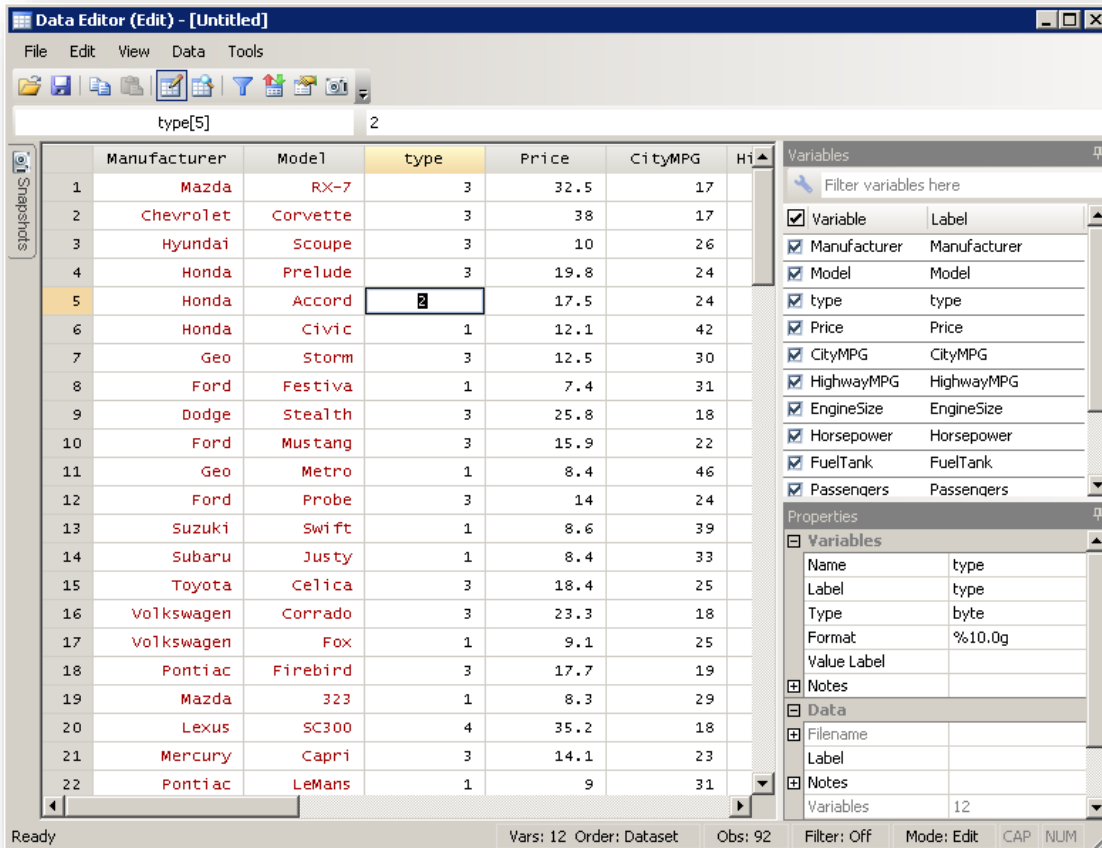 Data Editor (Edit) - [Untitled]
File Edit View Data Tools
type[5] 2
Snapshots
Manufacturer Model type Price CityMPG Hi
1 Mazda RX-7 3 32.5 17
2 Chevrolet Corvette 3 38 17
3 Hyundai Scoupe 3 10 26
4 Honda Prelude 3 19.8 24
5 Honda Accord 2 17.5 24
6 Honda Civic 1 12.1 42
7 Geo Storm 3 12.5 30
8 Ford Festiva 1 7.4 31
9 Dodge Stealth 3 25.8 18
10 Ford Mustang 3 15.9 22
11 Geo Metro 1 8.4 46
12 Ford Probe 3 14 24
13 Suzuki Swift 1 8.6 39
14 Subaru Justy 1 8.4 33
15 Toyota Celica 3 18.4 25
16 Volkswagen Corrado 3 23.3 18
17 Volkswagen Fox 1 9.1 25
18 Pontiac Firebird 3 17.7 19
19 Mazda 323 1 8.3 29
20 Lexus SC300 4 35.2 18
21 Mercury Capri 3 14.1 23
22 Pontiac LeMans 1 9 31
Variables
Filter variables here
Variable Label
Manufacturer Manufacturer
Model Model
type type
Price Price
CityMPG CityMPG
HighwayMPG HighwayMPG
EngineSize EngineSize
Horsepower Horsepower
FuelTank FuelTank
Passengers Passengers
Properties
Variables
Name type
Label type
Type byte
Format %10.0g
Value Label
Notes
Data
Filename
Label
Notes
Variables 12
Ready Vars: 12 Order: Dataset Obs: 92 Filter: Off Mode: Edit CAP NUM